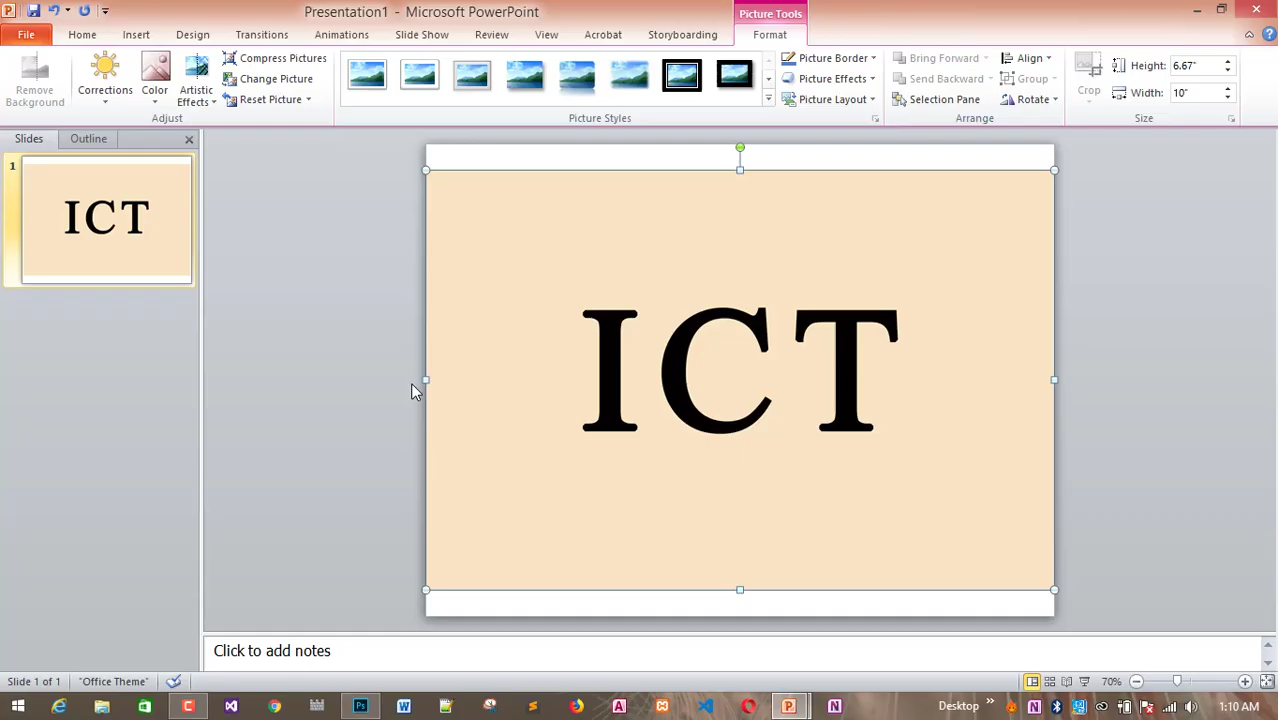 Presentation1 - Microsoft PowerPoint
Picture Tools
File Home Insert Design Transitions Animations Slide Show Review View Acrobat Storyboarding Format
Remove Background
Corrections
Color
Artistic Effects
Compress Pictures
Change Picture
Reset Picture
Adjust
Picture Styles
Picture Border
Picture Effects
Picture Layout
Bring Forward
Send Backward
Selection Pane
Align
Group
Rotate
Arrange
Crop
Height: 6.67"
Width: 10"
Size
Slides Outline
1
ICT
ICT
Click to add notes
Slide 1 of 1 "Office Theme" 70%
Desktop 1:10 AM